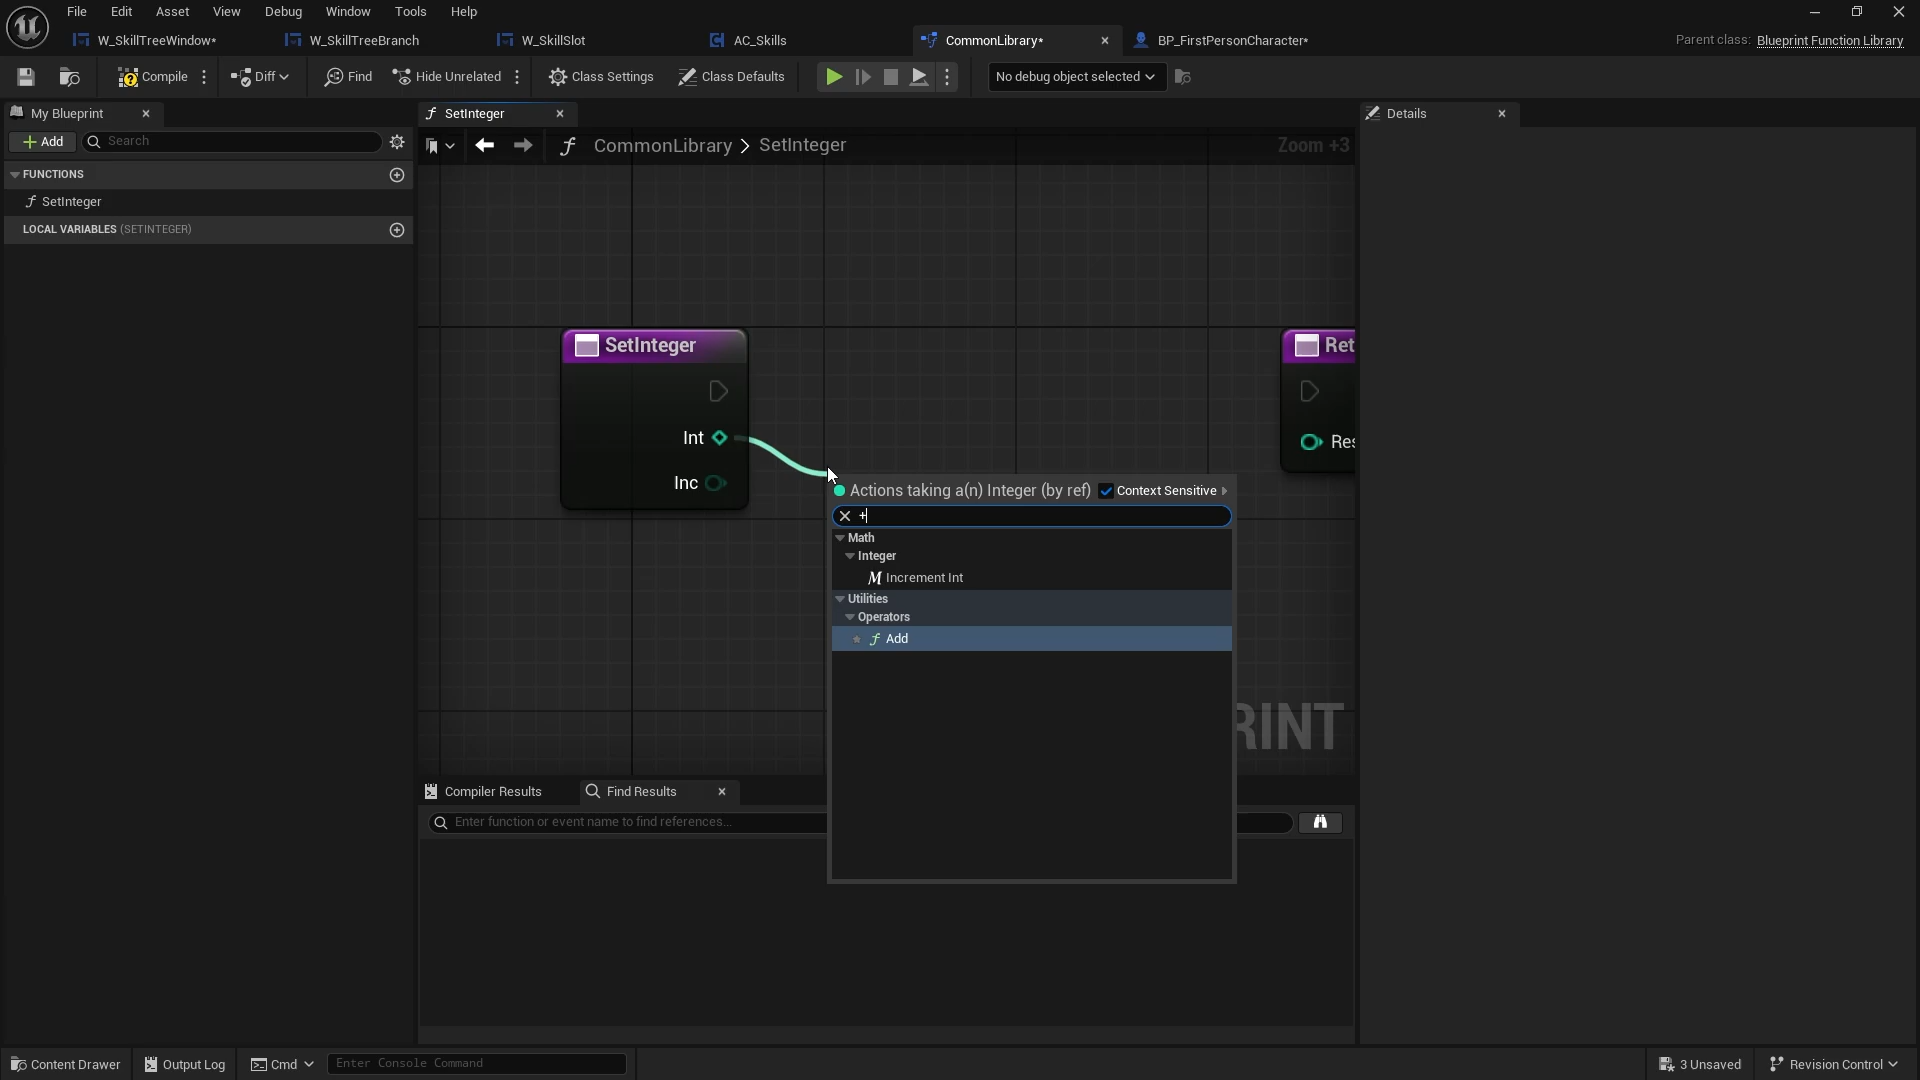 File Edit Asset View Debug Window Tools Help
W_SkillTreeWindow* W_SkillTreeBranch W_SkillSlot AC_Skills CommonLibrary* BP_FirstPersonCharacter* Parent class: Blueprint Function Library
Compile Diff Find Hide Unrelated Class Settings Class Defaults No debug object selected
My Blueprint SetInteger Details
Add Search CommonLibrary > SetInteger Zoom +3
FUNCTIONS
SetInteger
LOCAL VARIABLES (SETINTEGER)
SetInteger
Int
Inc
Ret
Res
Actions taking a(n) Integer (by ref) Context Sensitive
+
Math
Integer
Increment Int
Utilities
Operators
Add
RINT
Compiler Results Find Results
Enter function or event name to find references...
Content Drawer Output Log Cmd Enter Console Command 3 Unsaved Revision Control